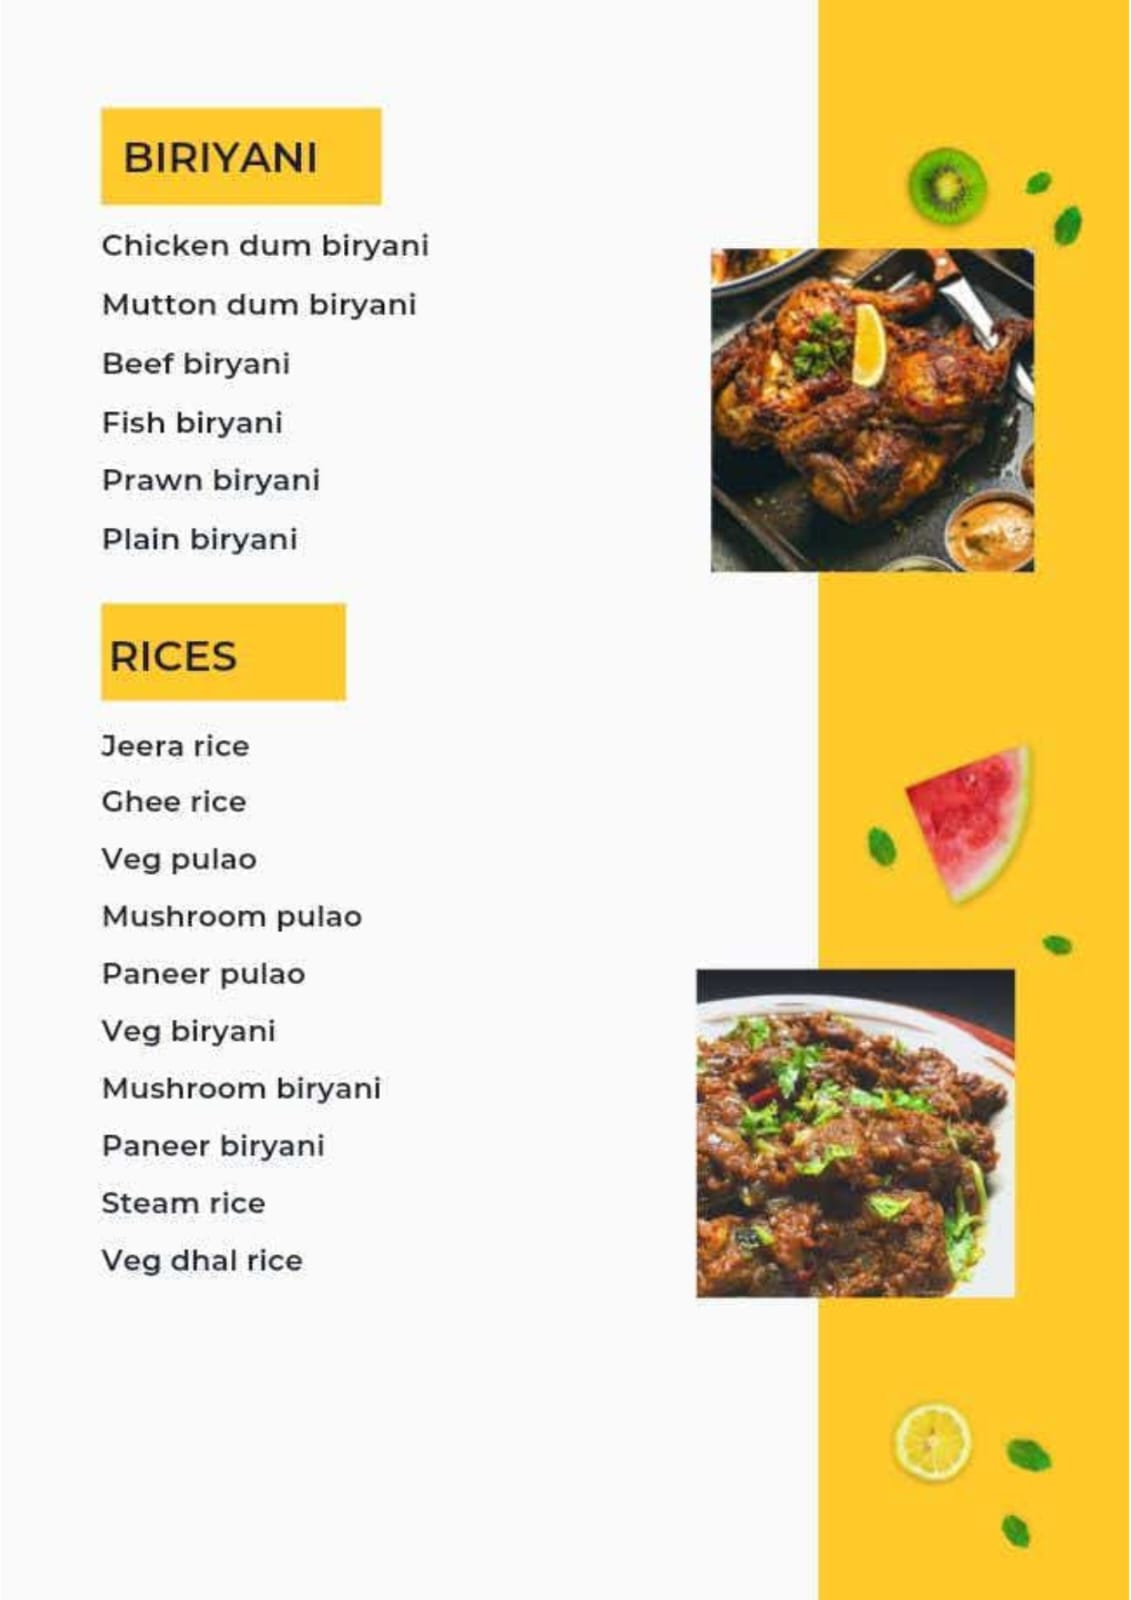 BIRIYANI
Chicken dum biryani
Mutton dum biryani
Beef biryani
Fish biryani
Prawn biryani
Plain biryani
RICES
Jeera rice
Ghee rice
Veg pulao
Mushroom pulao
Paneer pulao
Veg biryani
Mushroom biryani
Paneer biryani
Steam rice
Veg dhal rice